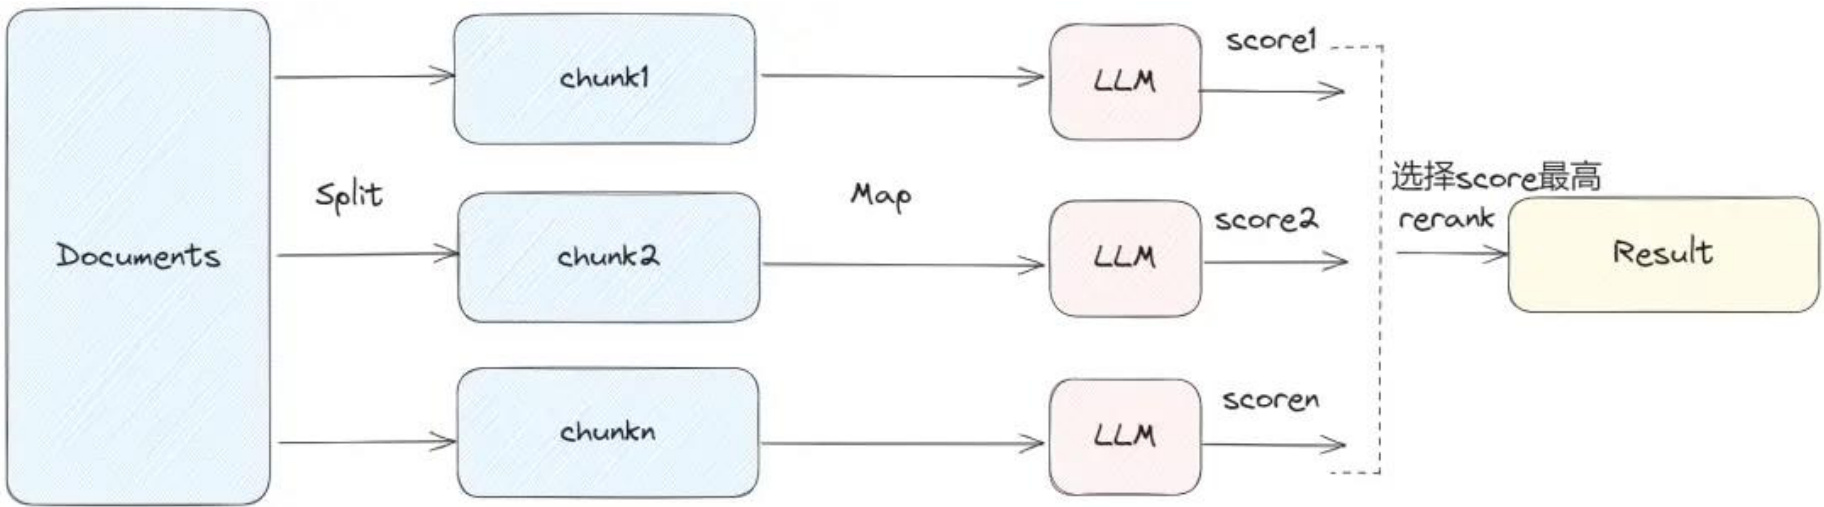 Documents
Split
chunk1
chunk2
chunkn
Map
LLM
LLM
LLM
score1
score2
scoren
选择score最高
rerank
Result